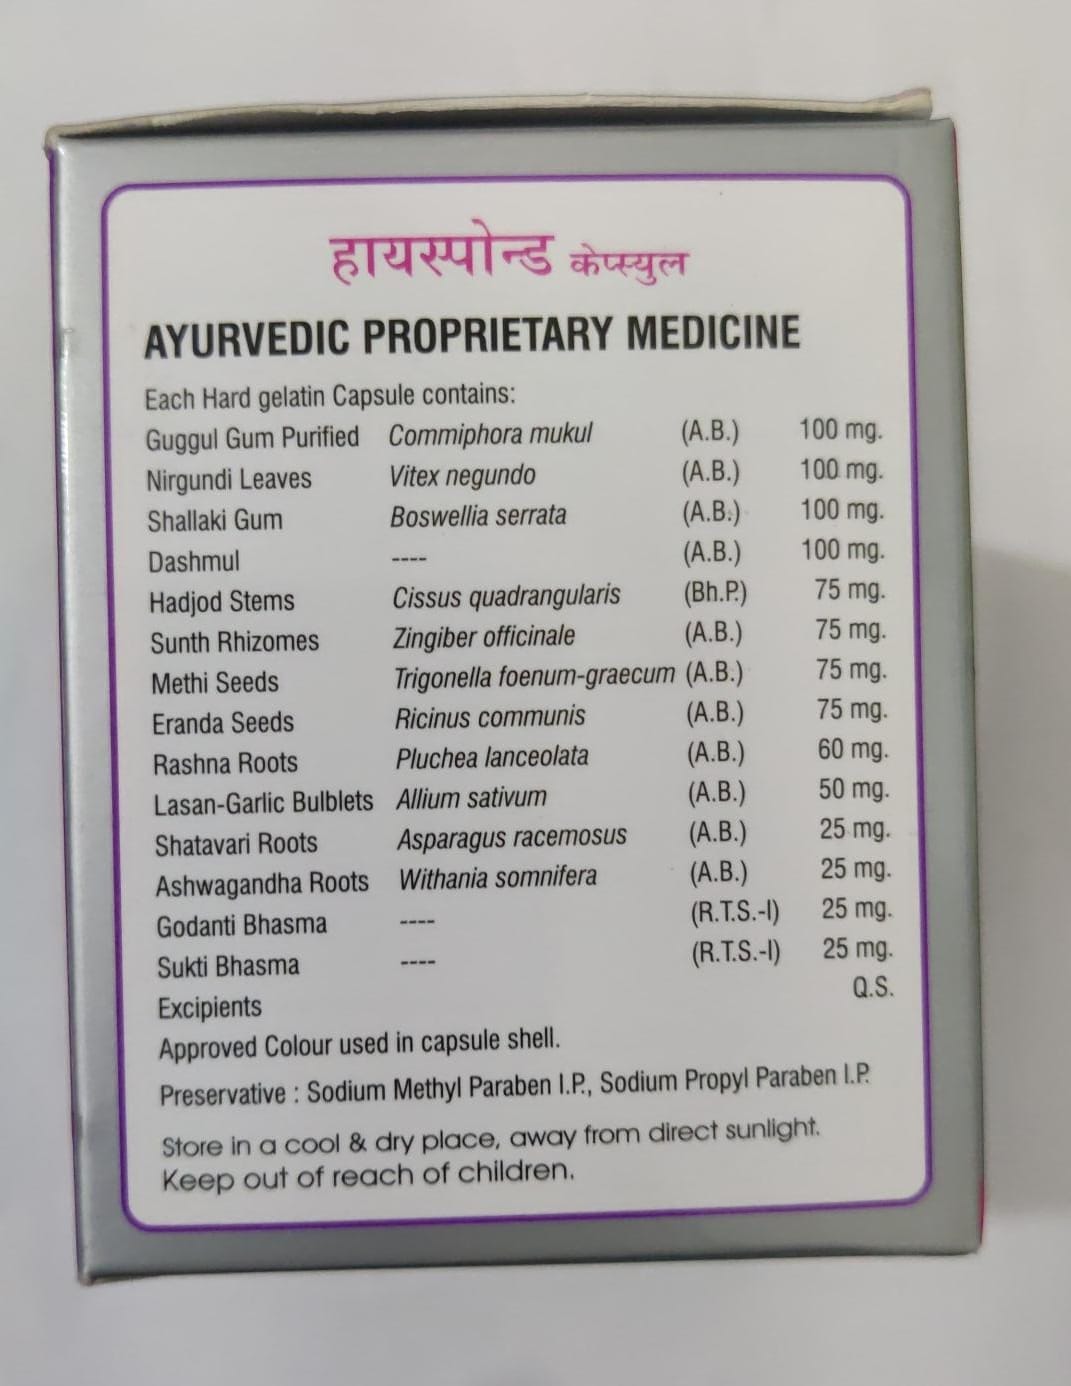 हायस्पोन्ड केप्स्युल
AYURVEDIC PROPRIETARY MEDICINE
Each Hard gelatin Capsule contains:
Guggul Gum Purified Commiphora mukul (A.B.) 100 mg.
Nirgundi Leaves Vitex negundo (A.B.) 100 mg.
Shallaki Gum Boswellia serrata (A.B.) 100 mg.
Dashmul ---- (A.B.) 100 mg.
Hadjod Stems Cissus quadrangularis (Bh.P.) 75 mg.
Sunth Rhizomes Zingiber officinale (A.B.) 75 mg.
Methi Seeds Trigonella foenum-graecum (A.B.) 75 mg.
Eranda Seeds Ricinus communis (A.B.) 75 mg.
Rashna Roots Pluchea lanceolata (A.B.) 60 mg.
Lasan-Garlic Bulblets Allium sativum (A.B.) 50 mg.
Shatavari Roots Asparagus racemosus (A.B.) 25 mg.
Ashwagandha Roots Withania somnifera (A.B.) 25 mg.
Godanti Bhasma ---- (R.T.S.-I) 25 mg.
Sukti Bhasma ---- (R.T.S.-I) 25 mg.
Excipients Q.S.
Approved Colour used in capsule shell.
Preservative : Sodium Methyl Paraben I.P., Sodium Propyl Paraben I.P.
Store in a cool & dry place, away from direct sunlight.
Keep out of reach of children.